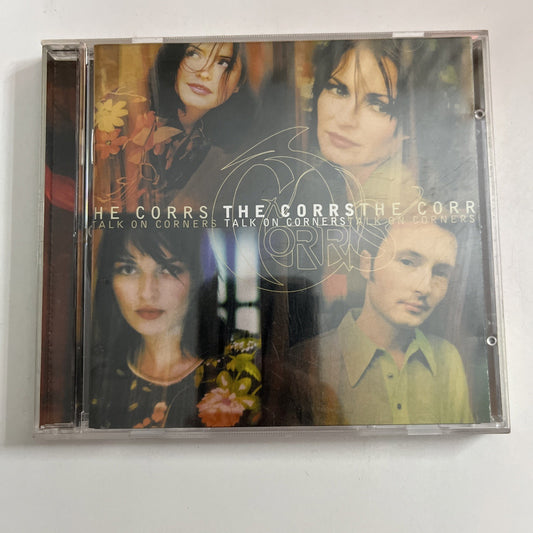 HE CORRS THE CORRS THE CORR
TALK ON CORNERS TALK ON CORNERS TALK ON CORNERS
CORRS